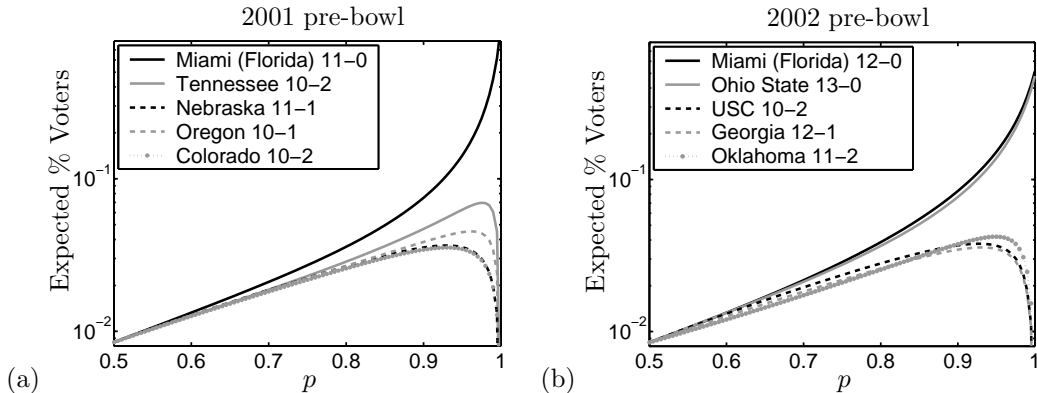 2001 pre-bowl
Expected % Voters
10⁻¹
10⁻²
Miami (Florida) 11−0
Tennessee 10−2
Nebraska 11−1
Oregon 10−1
Colorado 10−2
0.5 0.6 0.7 0.8 0.9 1
p
(a)
2002 pre-bowl
Expected % Voters
10⁻¹
10⁻²
Miami (Florida) 12−0
Ohio State 13−0
USC 10−2
Georgia 12−1
Oklahoma 11−2
0.5 0.6 0.7 0.8 0.9 1
p
(b)